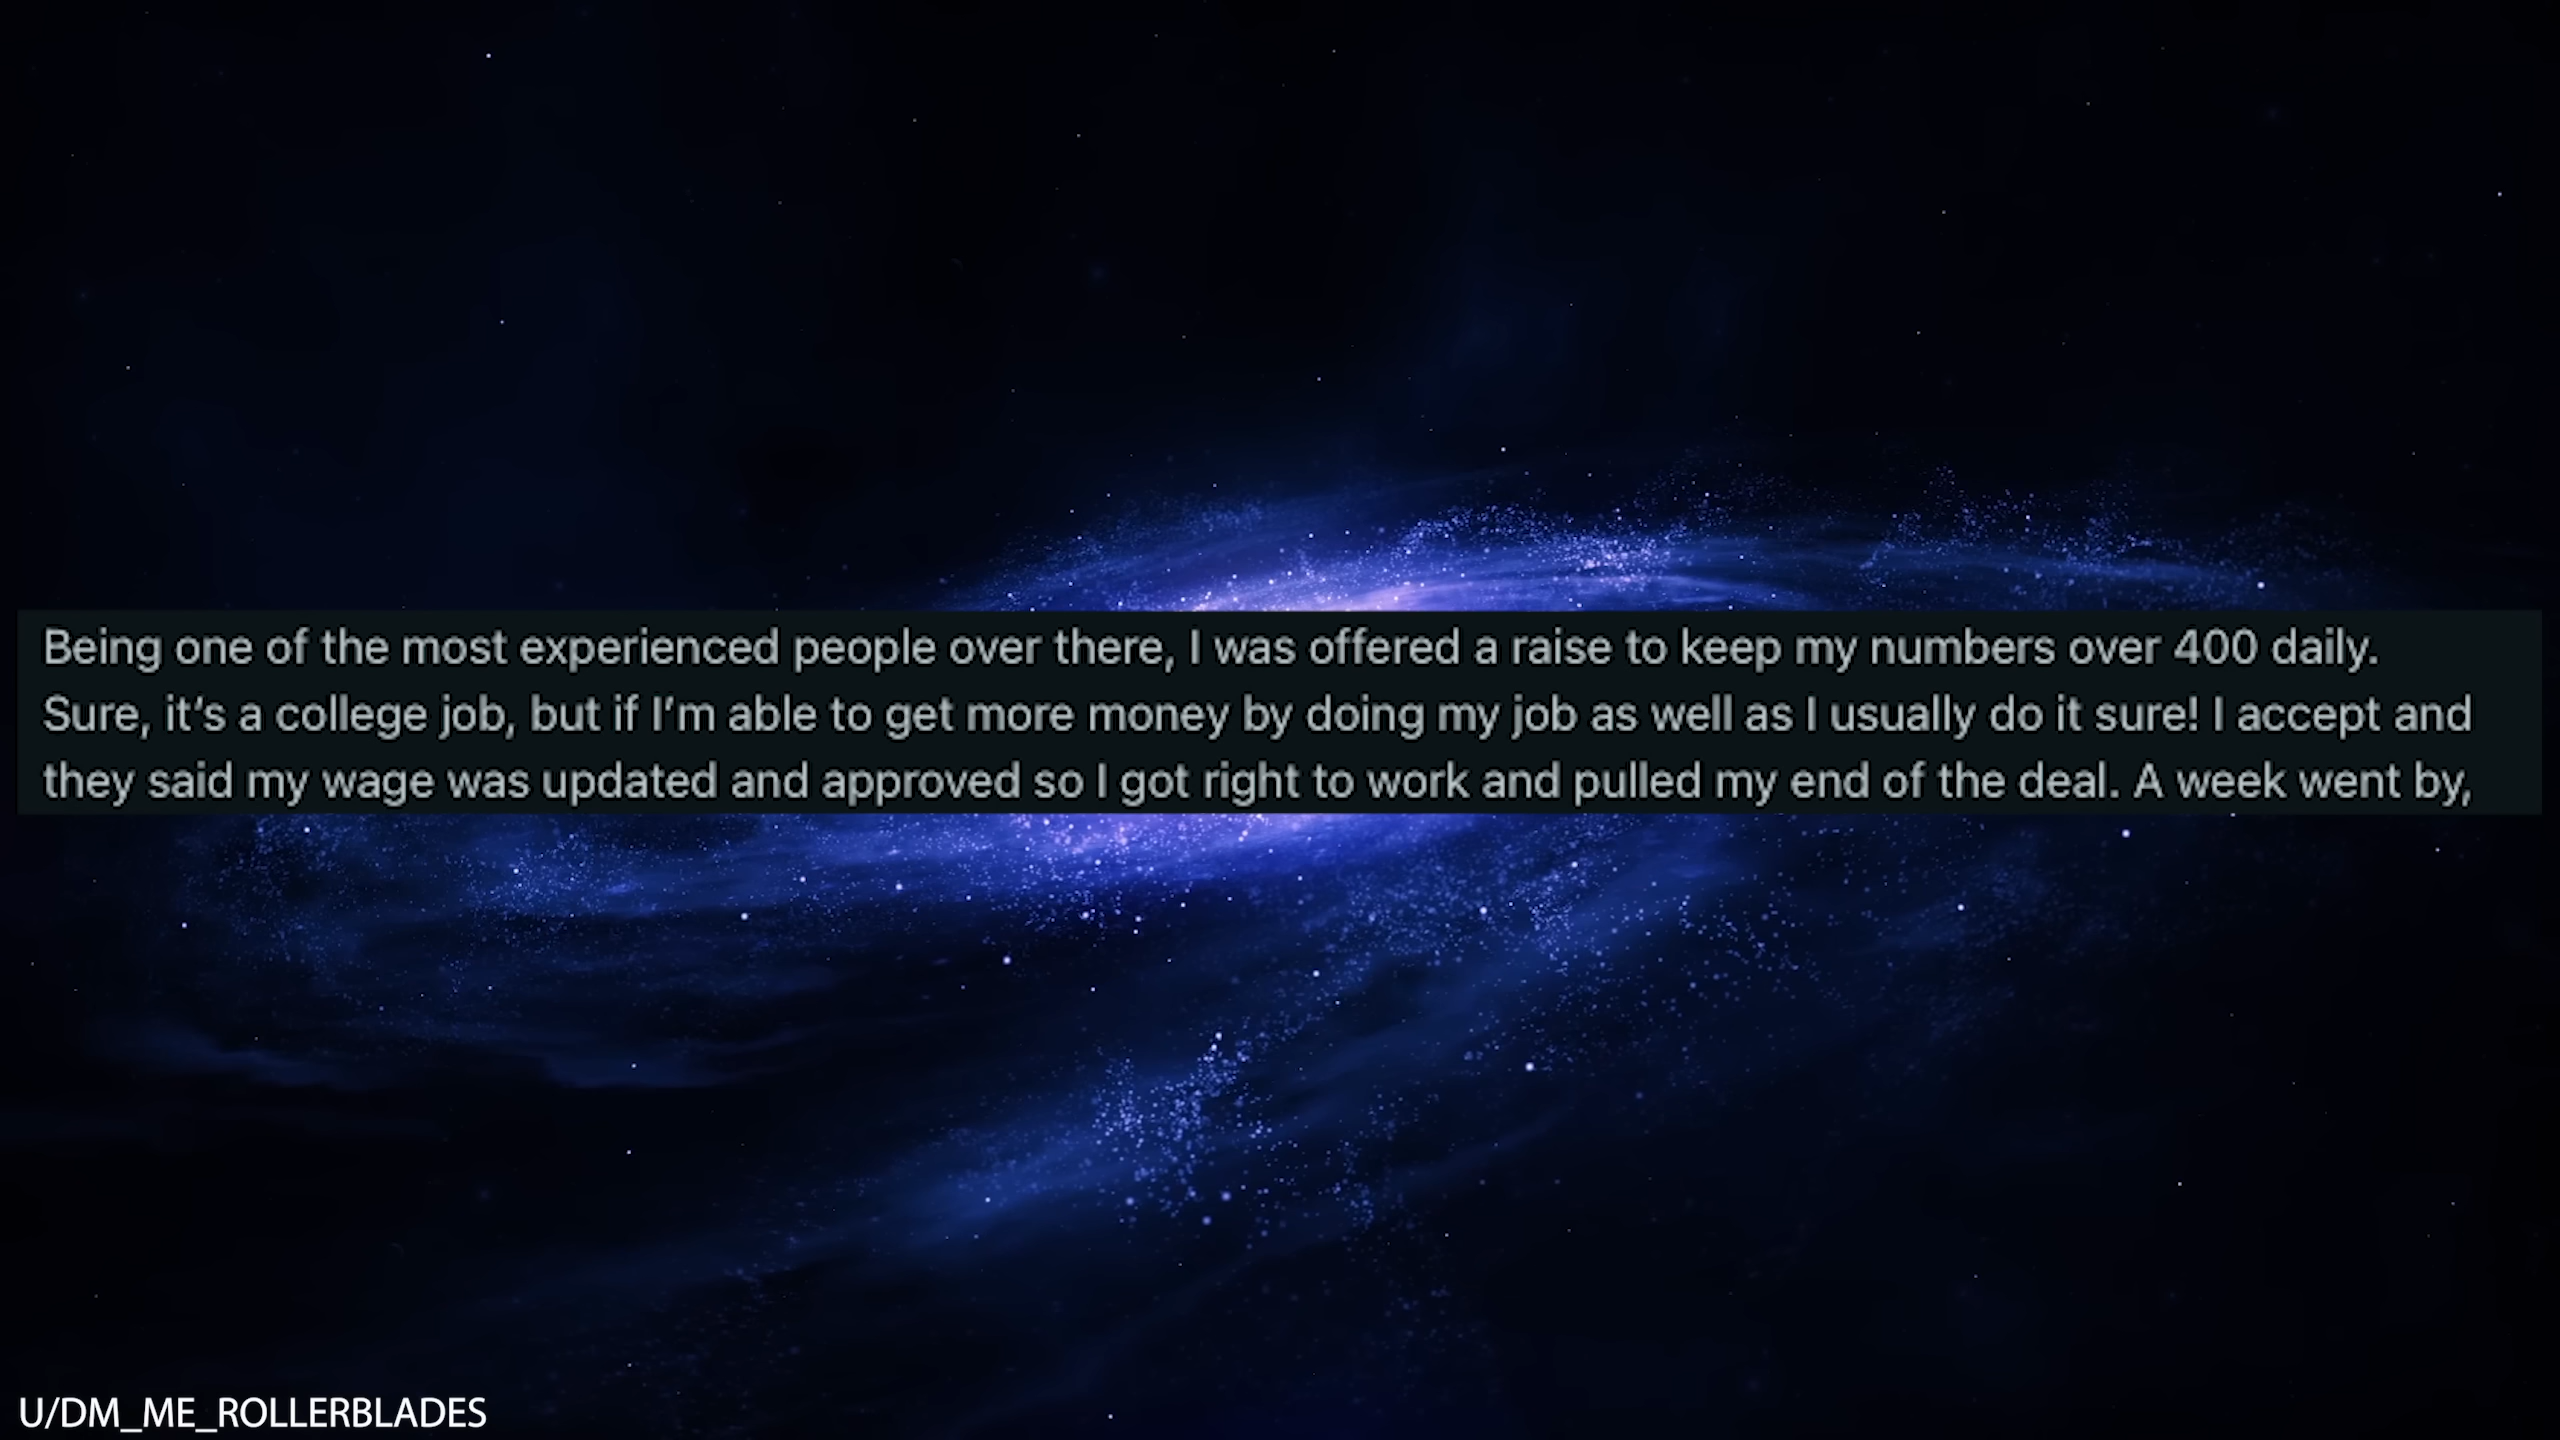 Being one of the most experienced people over there, I was offered a raise to keep my numbers over 400 daily.
Sure, it’s a college job, but if I’m able to get more money by doing my job as well as I usually do it sure! I accept and
they said my wage was updated and approved so I got right to work and pulled my end of the deal. A week went by,
U/DM_ME_ROLLERBLADES